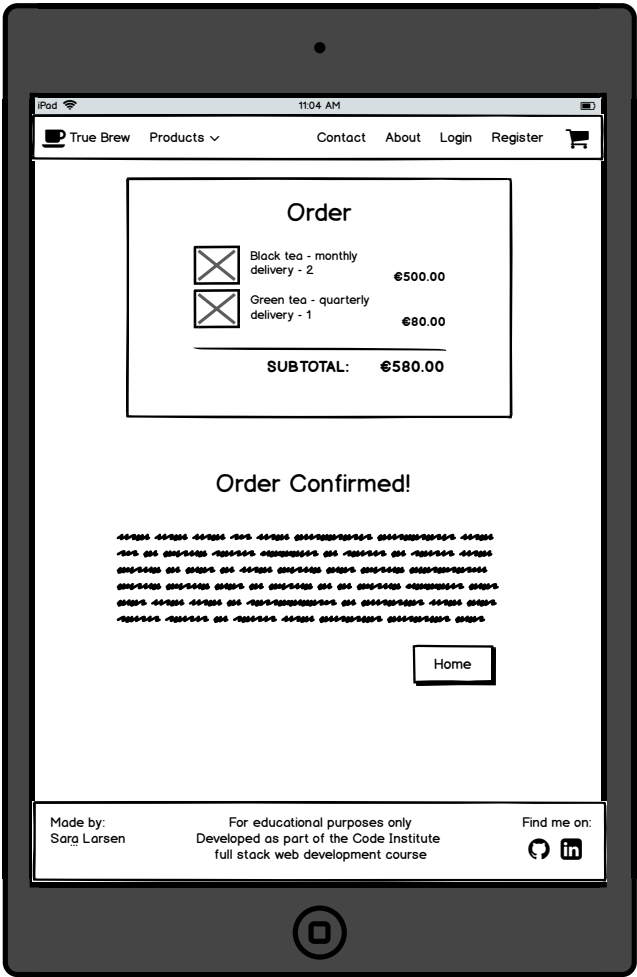 iPad 11:04 AM
True Brew Products Contact About Login Register
Order
Black tea - monthly
delivery - 2
€500.00
Green tea - quarterly
delivery - 1
€80.00
SUBTOTAL: €580.00
Order Confirmed!
Home
Made by:
Sara Larsen
For educational purposes only
Developed as part of the Code Institute
full stack web development course
Find me on:
in